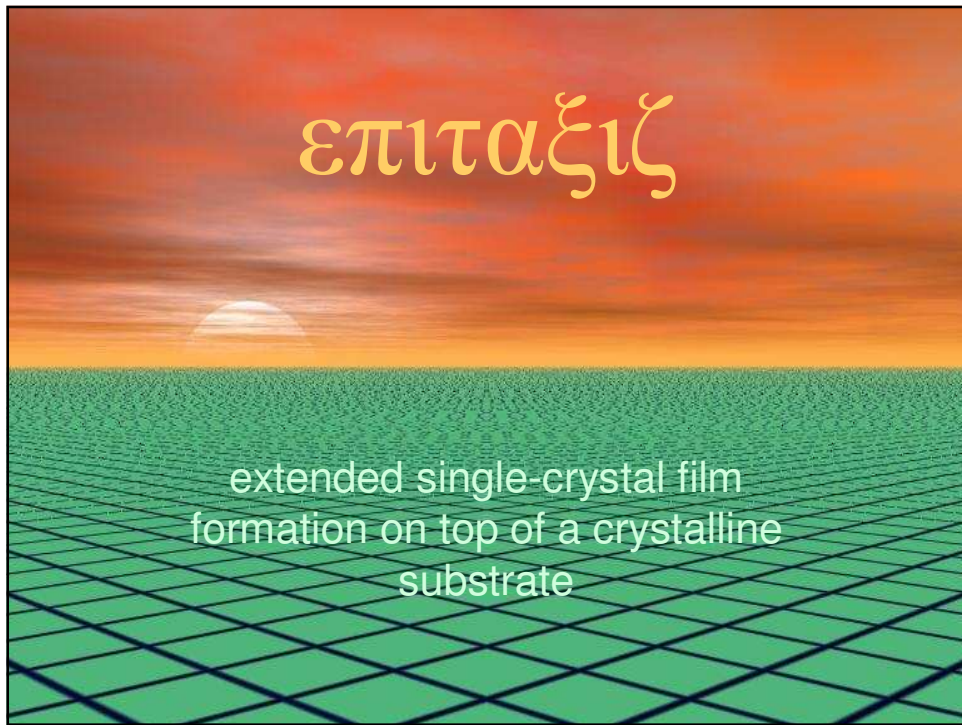 επιταξιζ
extended single-crystal film
formation on top of a crystalline
substrate